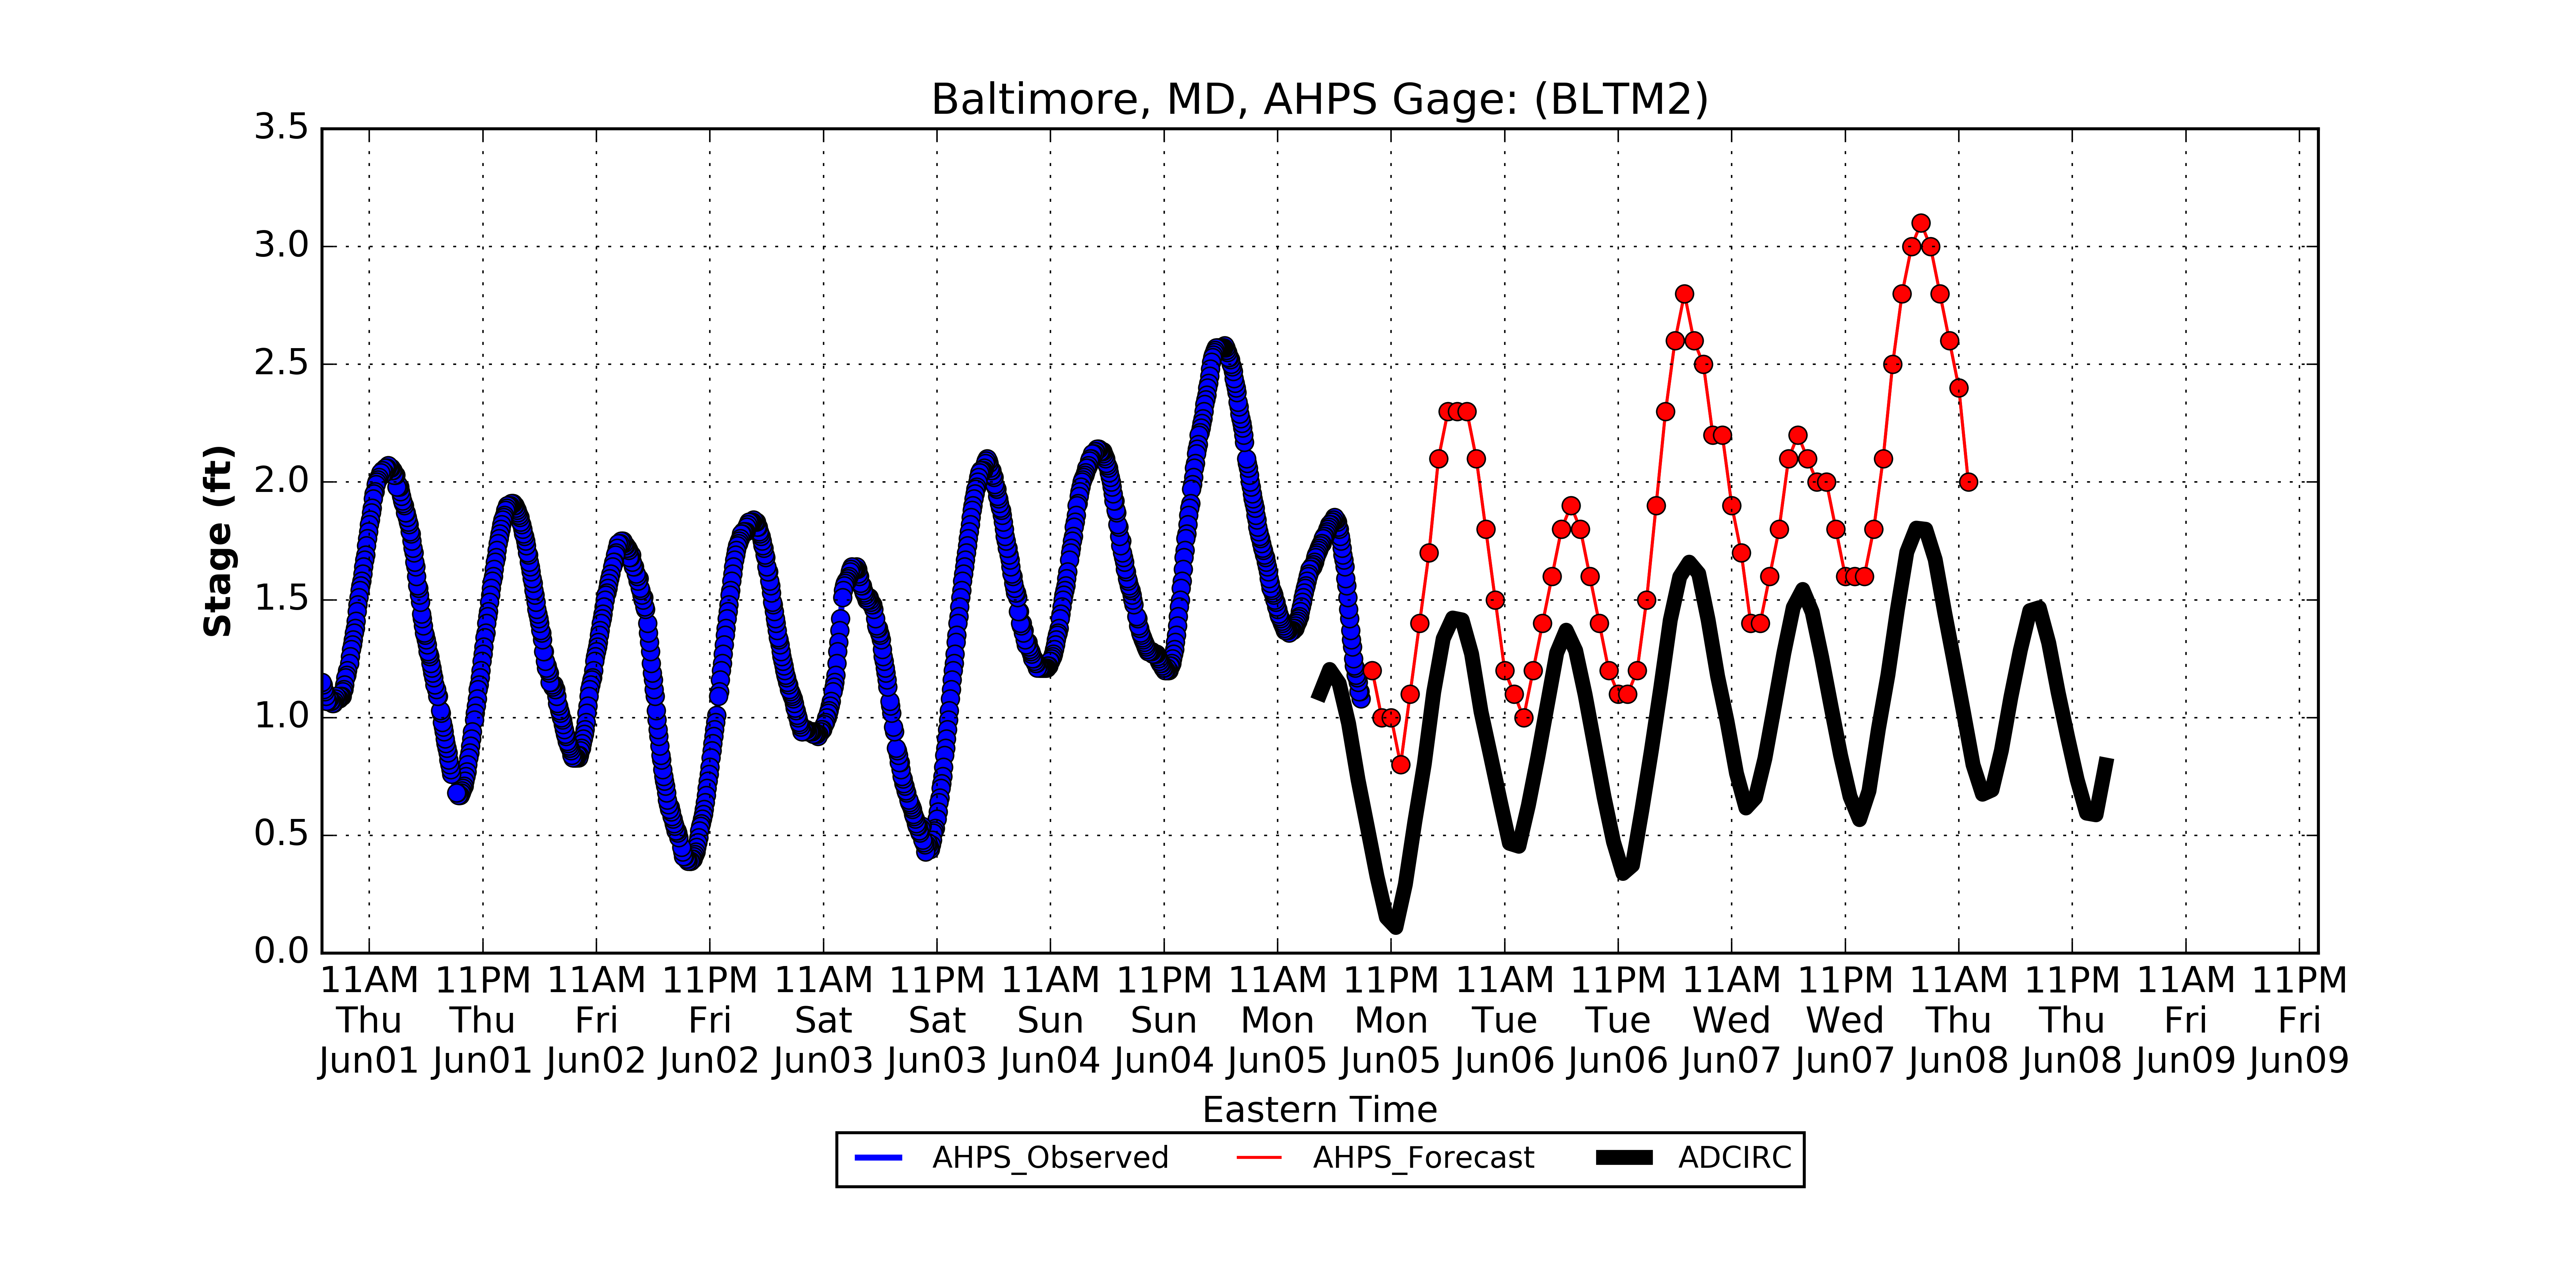 Baltimore, MD, AHPS Gage: (BLTM2)
3.5
3.0
2.5
2.0
1.5
1.0
0.5
0.0
Stage (ft)
11AM 11PM 11AM 11PM 11AM 11PM 11AM 11PM 11AM 11PM 11AM 11PM 11AM 11PM 11AM 11PM 11AM 11PM
Thu Thu Fri Fri Sat Sat Sun Sun Mon Mon Tue Tue Wed Wed Thu Thu Fri Fri
Jun01 Jun01 Jun02 Jun02 Jun03 Jun03 Jun04 Jun04 Jun05 Jun05 Jun06 Jun06 Jun07 Jun07 Jun08 Jun08 Jun09 Jun09
Eastern Time
AHPS_Observed AHPS_Forecast ADCIRC